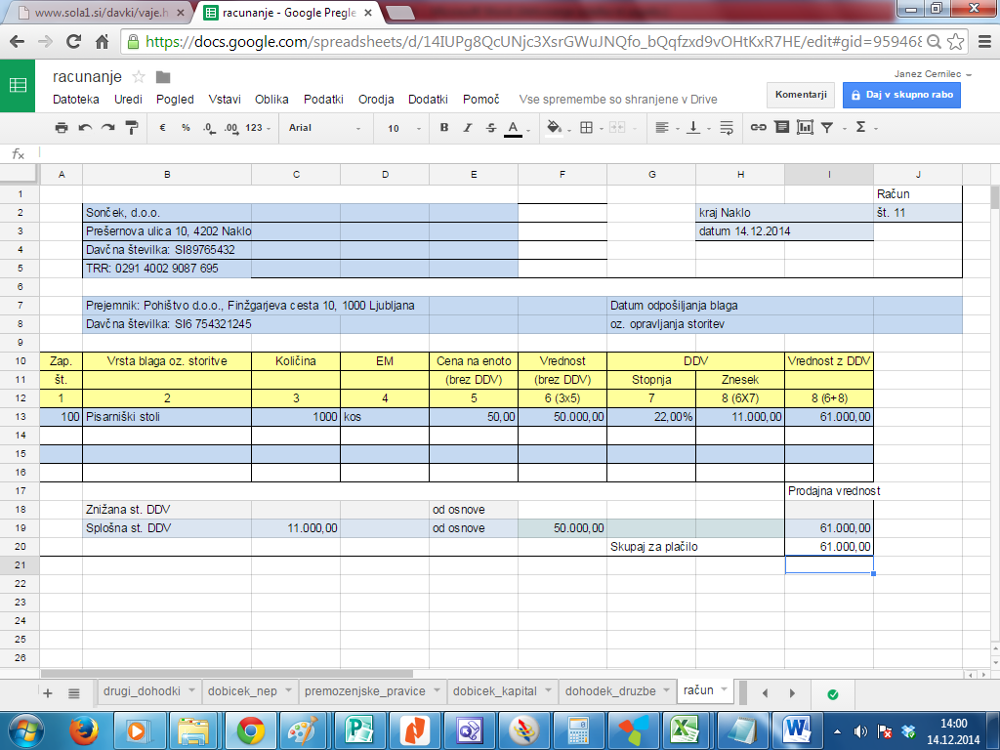 www.sola1.si/davki/vaje.h
racunanje - Google Pregle
https://docs.google.com/spreadsheets/d/14IUPg8QcUNjc3XsrGWuJNQfo_bQqfzxd9vOHtKxR7HE/edit#gid=959468
racunanje
Janez Cernilec
Datoteka Uredi Pogled Vstavi Oblika Podatki Orodja Dodatki Pomoč Vse spremembe so shranjene v Drive
Komentarji
Daj v skupno rabo
€ % .0 .00 123 Arial 10 B I S A Σ
fx
A B C D E F G H I J
1 Račun
2 Sonček, d.o.o. kraj Naklo št. 11
3 Prešernova ulica 10, 4202 Naklo datum 14.12.2014
4 Davčna številka: SI89765432
5 TRR: 0291 4002 9087 695
6
7 Prejemnik: Pohištvo d.o.o., Finžgarjeva cesta 10, 1000 Ljubljana Datum odpošiljanja blaga
8 Davčna številka: SI6 754321245 oz. opravljanja storitev
9
10 Zap. Vrsta blaga oz. storitve Količina EM Cena na enoto Vrednost DDV Vrednost z DDV
11 št. (brez DDV) (brez DDV) Stopnja Znesek
12 1 2 3 4 5 6 (3x5) 7 8 (6X7) 8 (6+8)
13 100 Pisarniški stoli 1000 kos 50,00 50.000,00 22,00% 11.000,00 61.000,00
14
15
16
17 Prodajna vrednost
18 Znižana st. DDV od osnove
19 Splošna st. DDV 11.000,00 od osnove 50.000,00 61.000,00
20 Skupaj za plačilo 61.000,00
21
22
23
24
25
26
drugi_dohodki dobicek_nep premozenjske_pravice dobicek_kapital dohodek_druzbe račun
14:00
14.12.2014